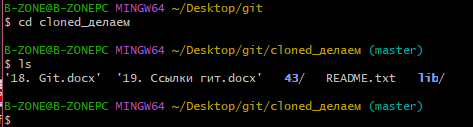 B-ZONE@B-ZONEPC MINGW64 ~/Desktop/git
$ cd cloned_делаем
B-ZONE@B-ZONEPC MINGW64 ~/Desktop/git/cloned_делаем (master)
$ ls
'18. Git.docx' '19. Ссылки гит.docx' 43/ README.txt lib/
B-ZONE@B-ZONEPC MINGW64 ~/Desktop/git/cloned_делаем (master)
$